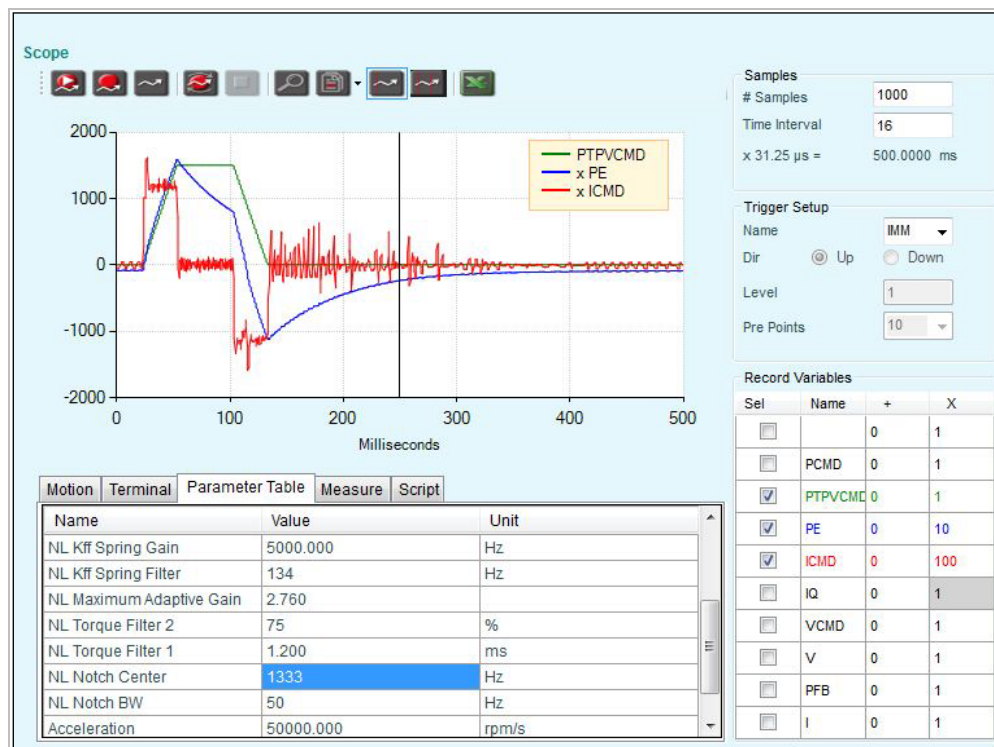 Scope
2000
1000
0
-1000
-2000
PTPVCMD
x PE
x ICMD
0 100 200 300 400 500
Milliseconds
Samples
# Samples 1000
Time Interval 16
x 31.25 µs = 500.0000 ms
Trigger Setup
Name IMM
Dir Up Down
Level 1
Pre Points 10
Record Variables
Sel Name + X
0 1
PCMD 0 1
PTPVCMD 0 1
PE 0 10
ICMD 0 100
IQ 0 1
VCMD 0 1
V 0 1
PFB 0 1
I 0 1
Motion Terminal Parameter Table Measure Script
Name Value Unit
NL Kff Spring Gain 5000.000 Hz
NL Kff Spring Filter 134 Hz
NL Maximum Adaptive Gain 2.760
NL Torque Filter 2 75 %
NL Torque Filter 1 1.200 ms
NL Notch Center 1333 Hz
NL Notch BW 50 Hz
Acceleration 50000.000 rpm/s